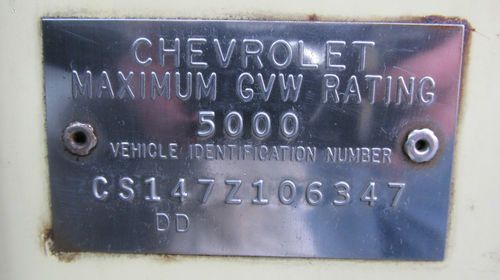 CHEVROLET
MAXIMUM GVW RATING
5000
VEHICLE IDENTIFICATION NUMBER
CS147Z106347
DD